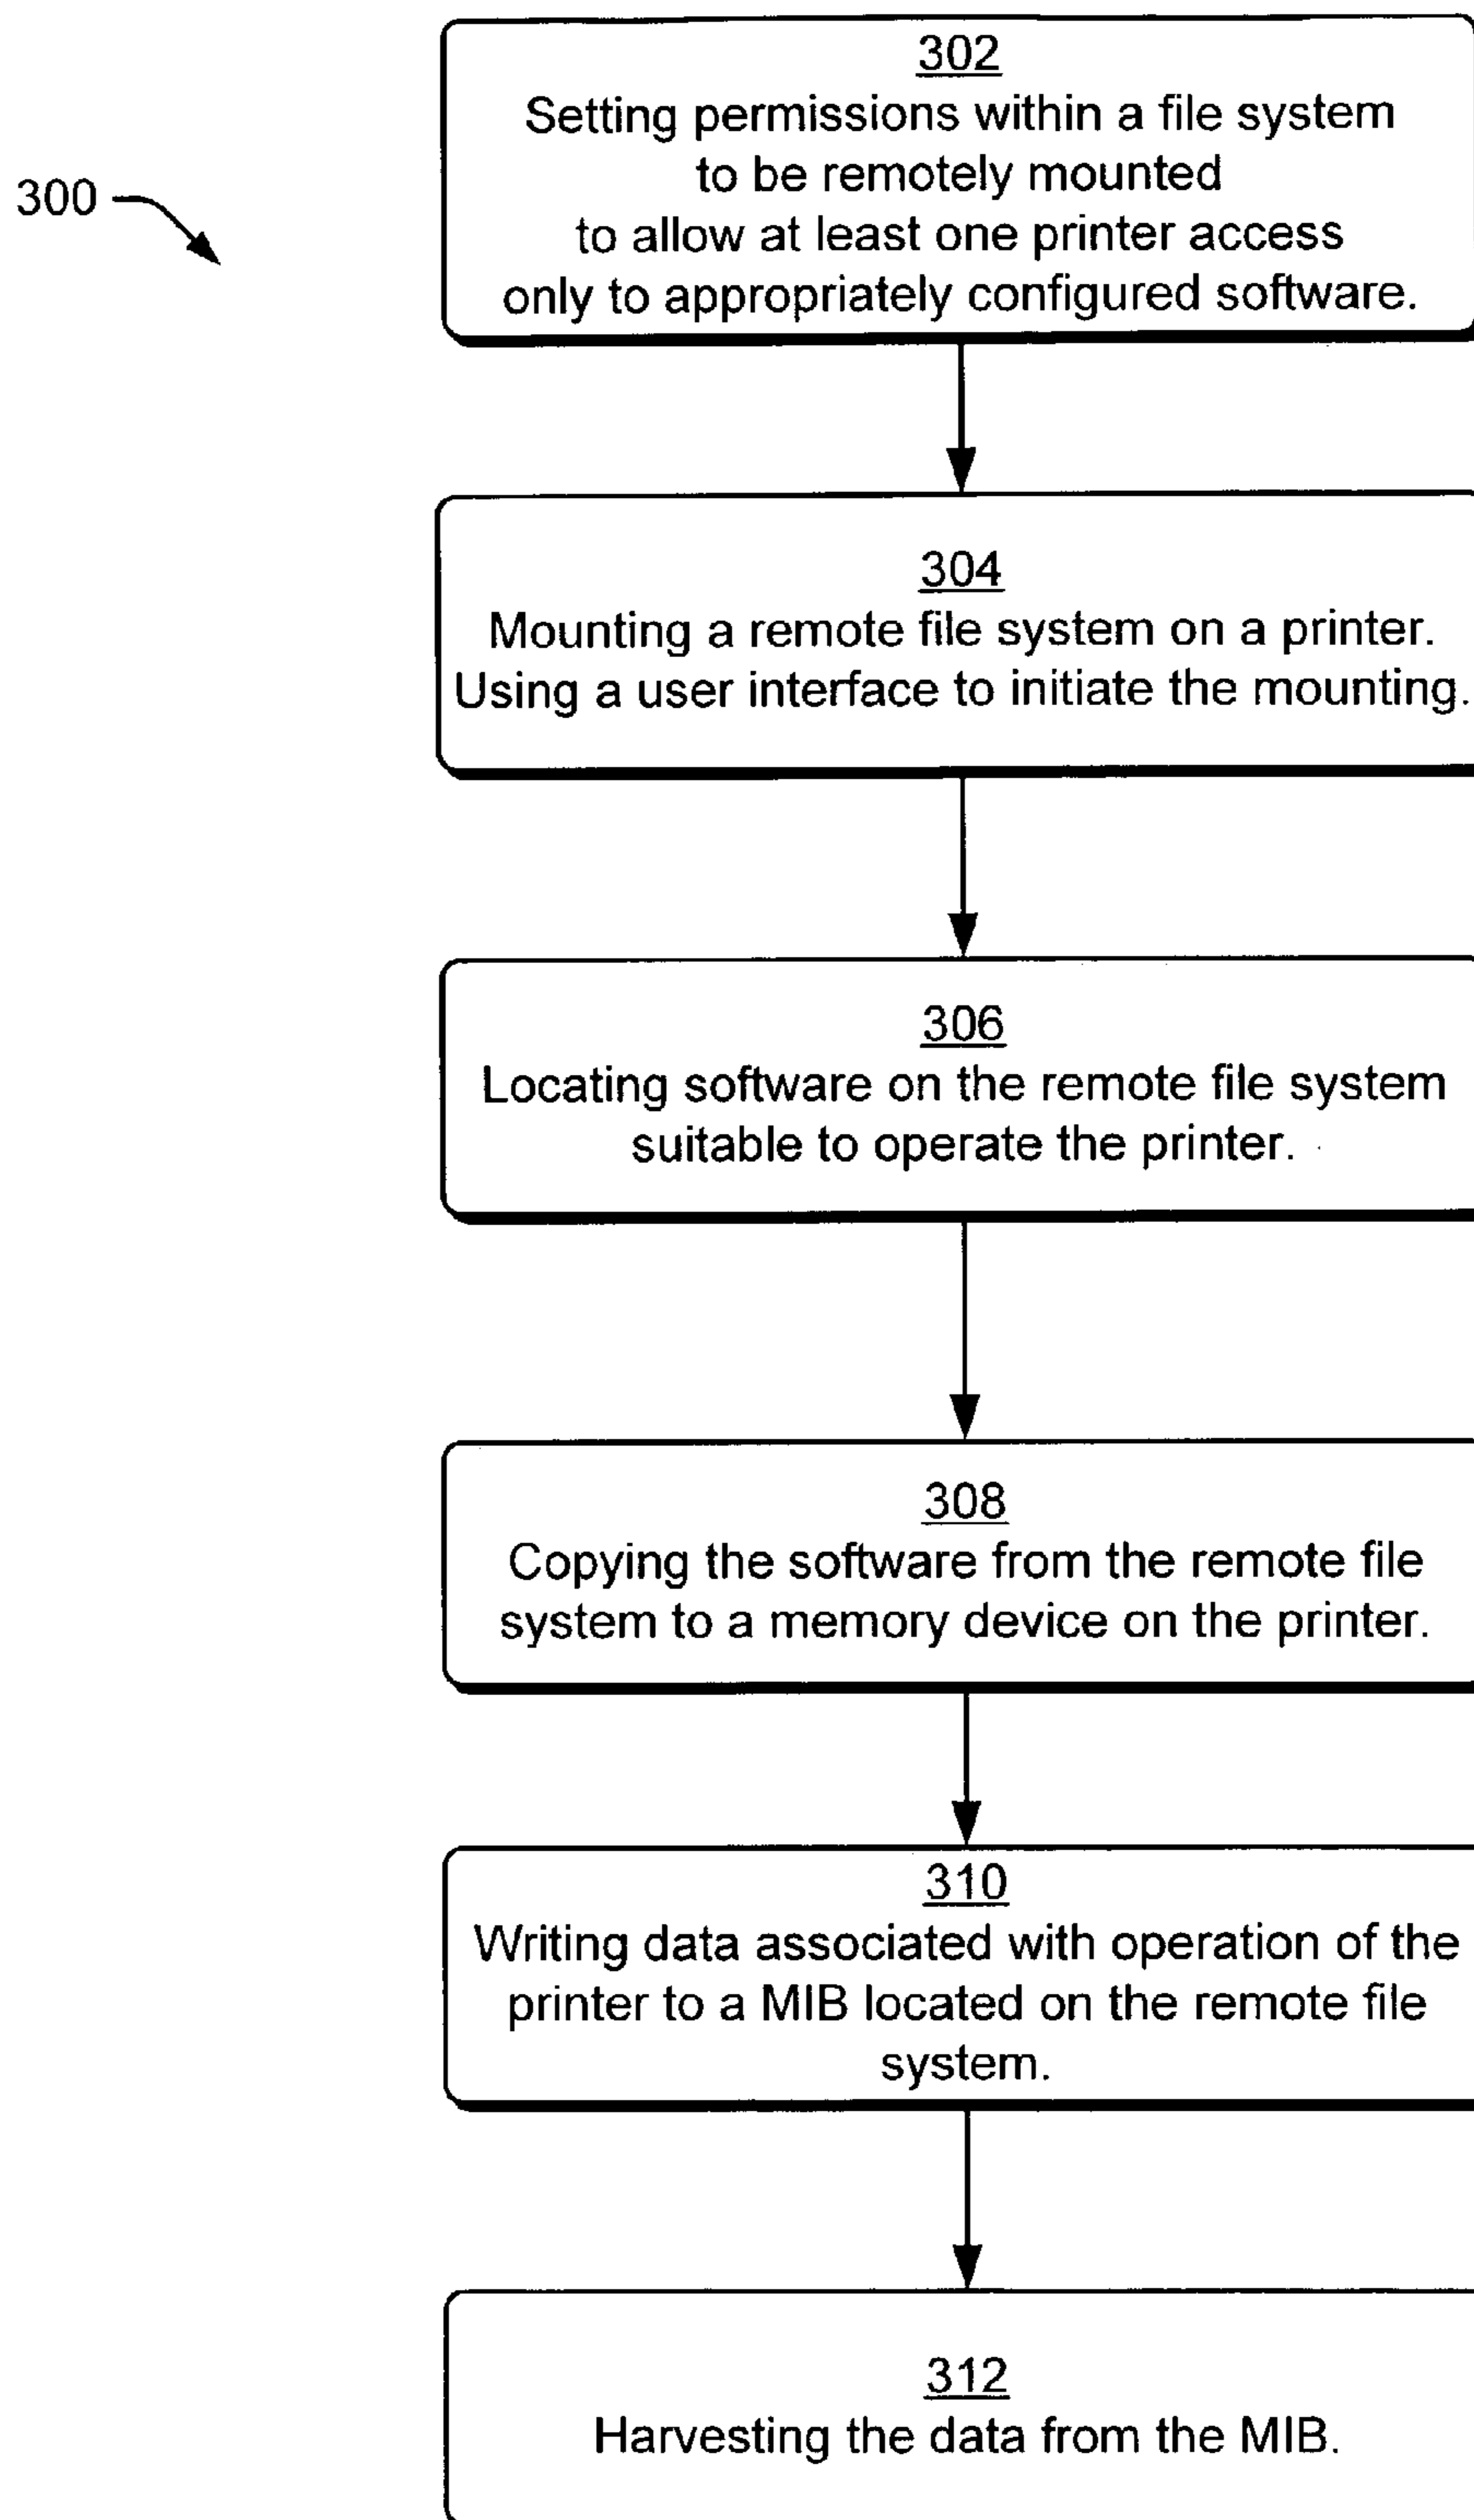 302
Setting permissions within a file system
to be remotely mounted
to allow at least one printer access
only to appropriately configured software.
300
304
Mounting a remote file system on a printer.
Using a user interface to initiate the mounting.
306
Locating software on the remote file system
suitable to operate the printer.
308
Copying the software from the remote file
system to a memory device on the printer.
310
Writing data associated with operation of the
printer to a MIB located on the remote file
system.
312
Harvesting the data from the MIB.